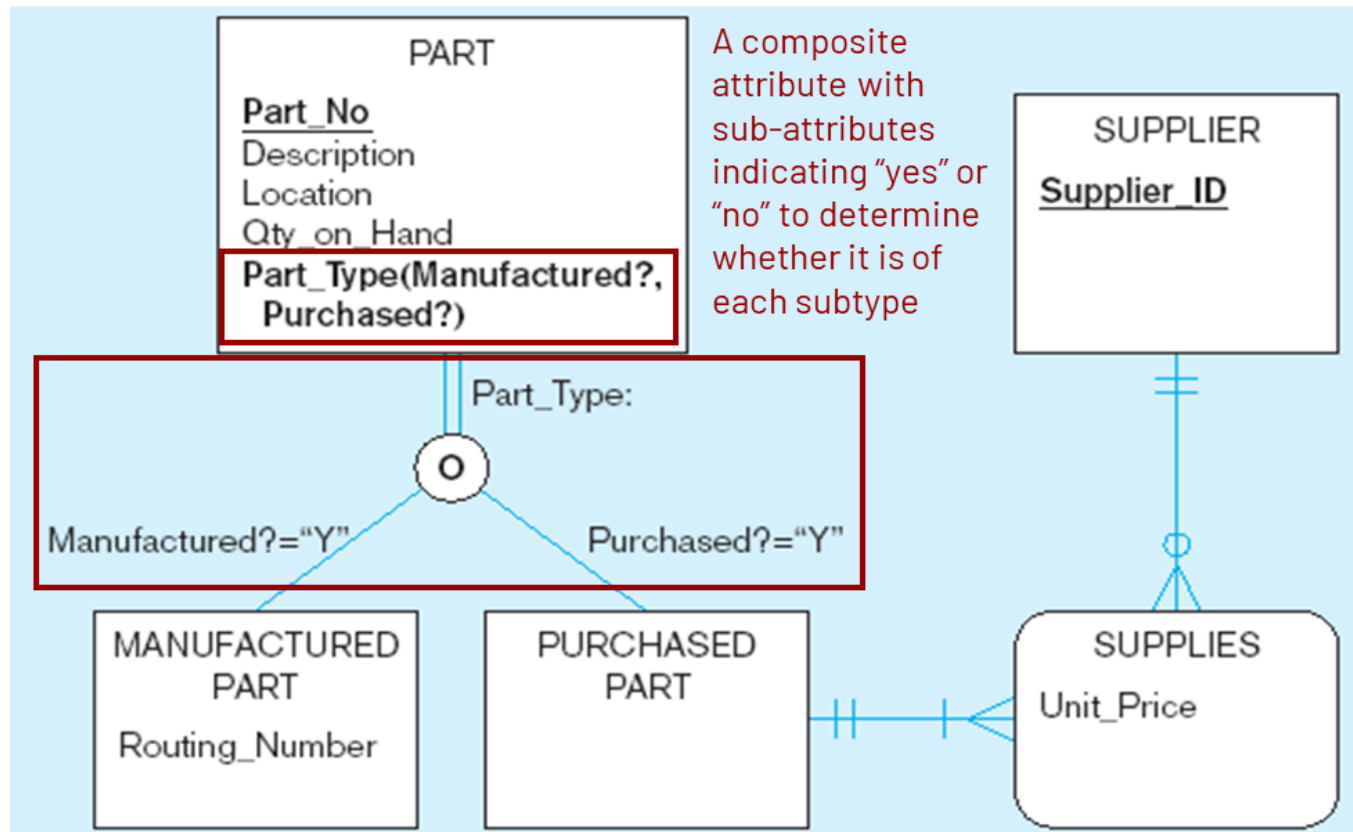 PART
Part_No
Description
Location
Qty_on_Hand
Part_Type(Manufactured?,
Purchased?)
A composite
attribute with
sub-attributes
indicating “yes” or
“no” to determine
whether it is of
each subtype
SUPPLIER
Supplier_ID
Part_Type:
O
Manufactured?=“Y”
Purchased?=“Y”
MANUFACTURED
PART
Routing_Number
PURCHASED
PART
SUPPLIES
Unit_Price